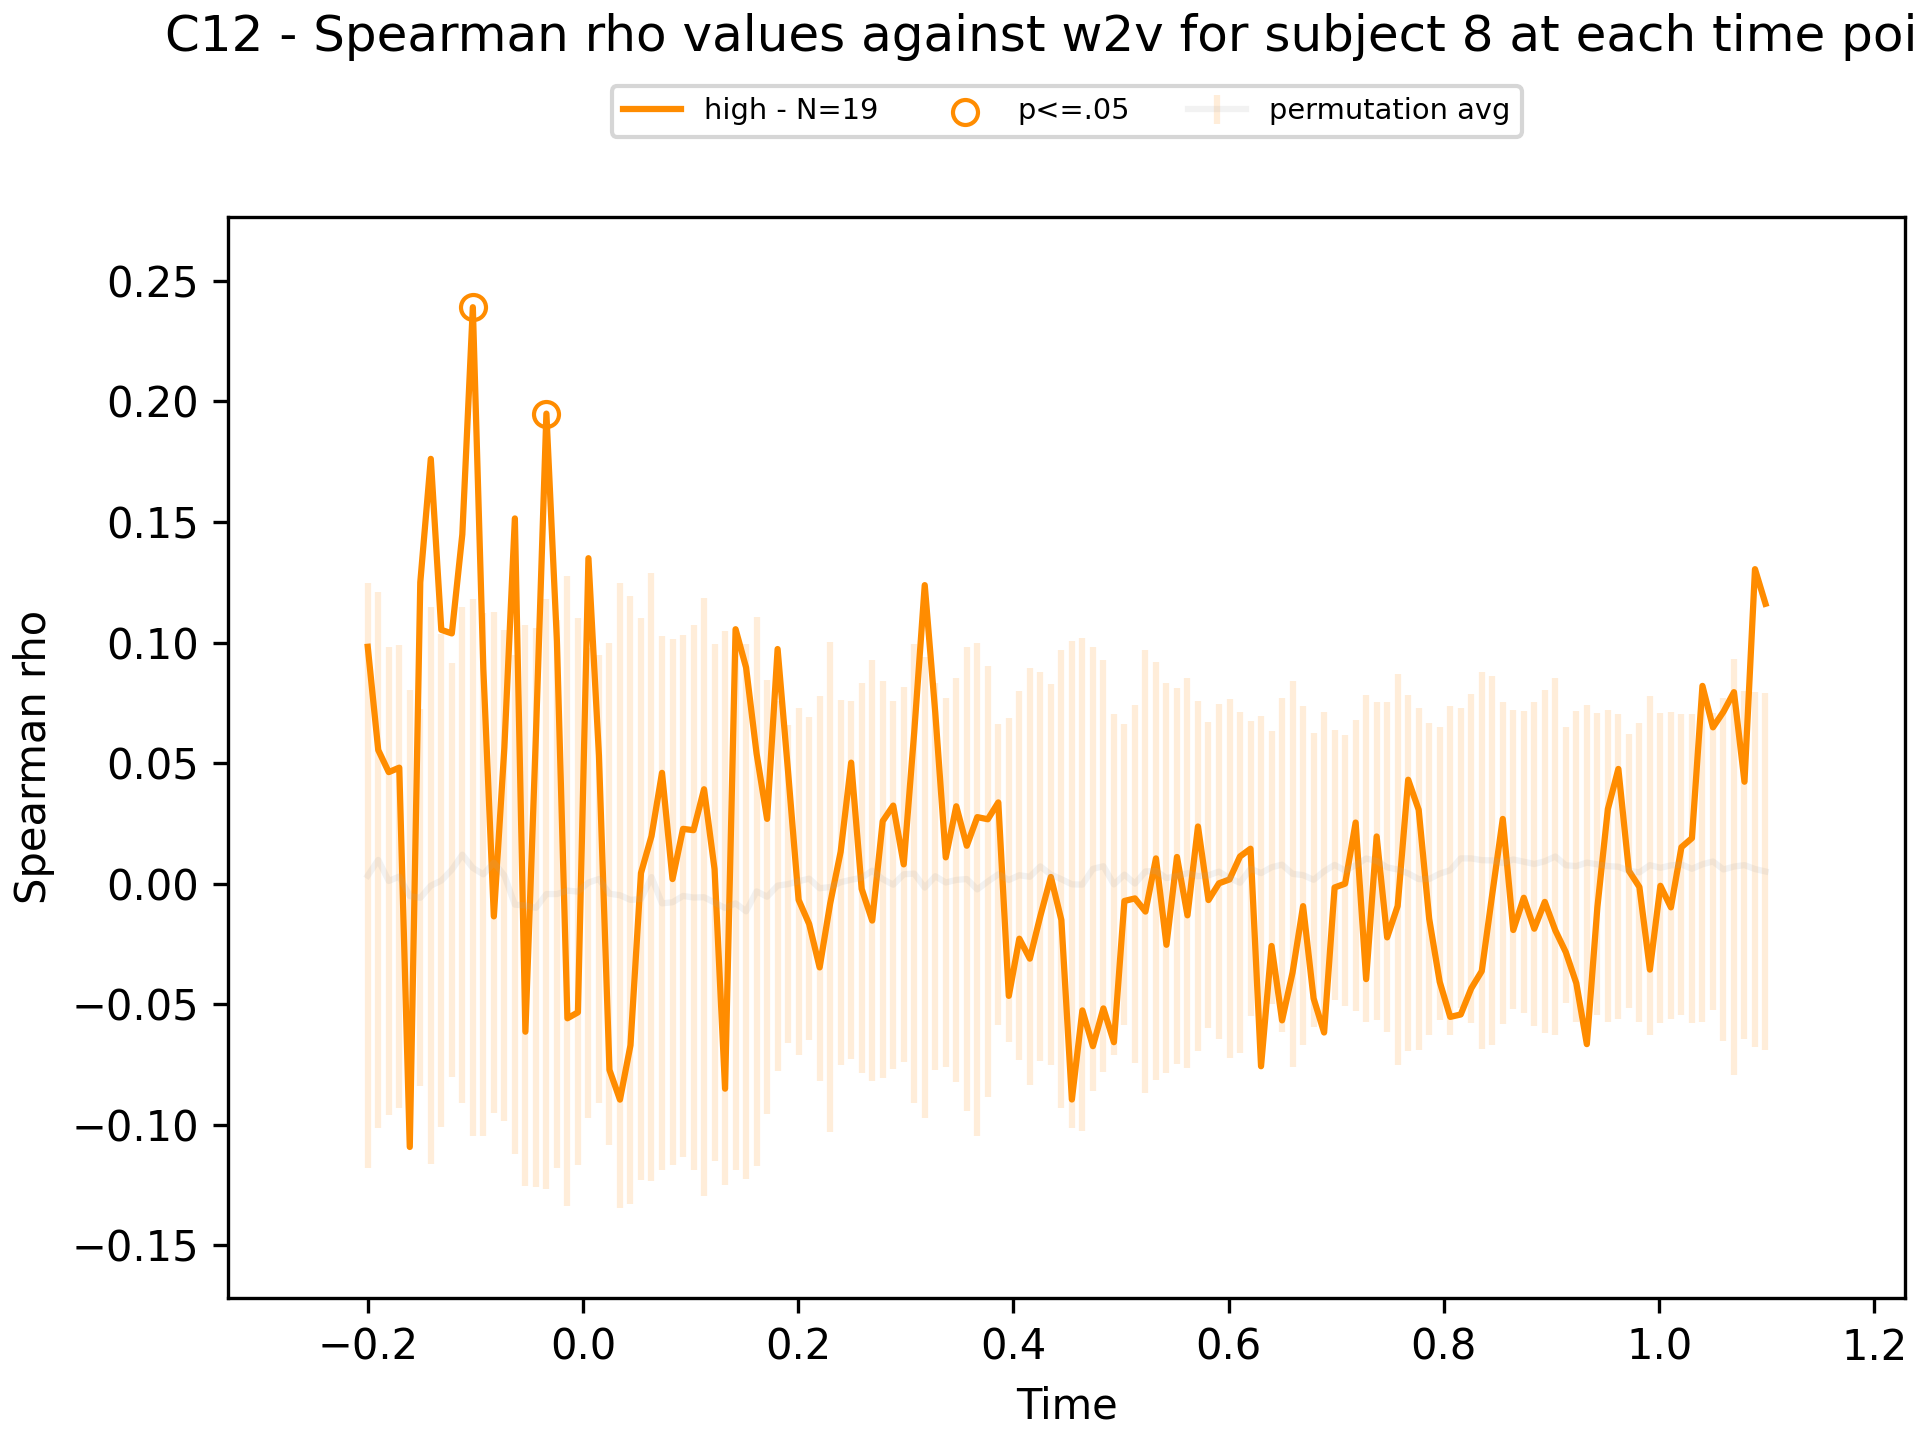 C12 - Spearman rho values against w2v for subject 8 at each time poi
high - N=19 p<=.05 permutation avg
0.25
0.20
0.15
0.10
0.05
0.00
−0.05
−0.10
−0.15
Spearman rho
−0.2 0.0 0.2 0.4 0.6 0.8 1.0 1.2
Time